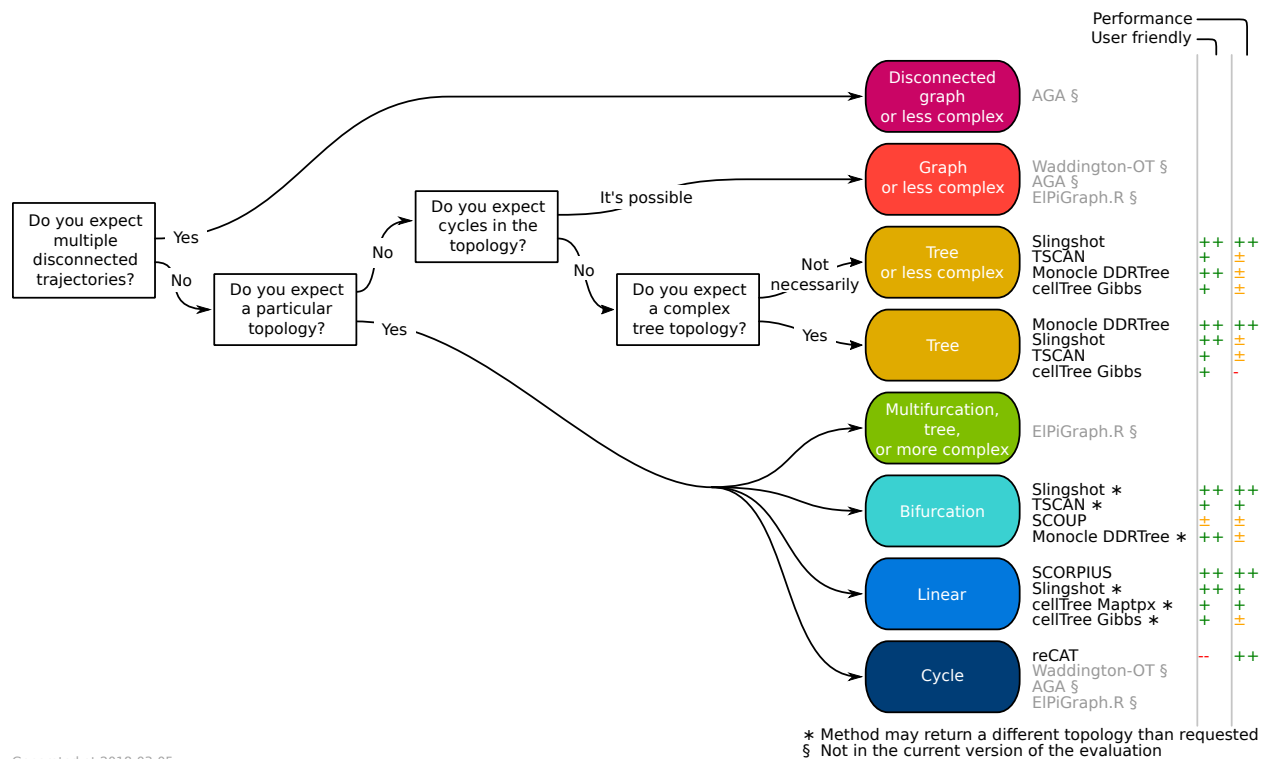 Performance
User friendly
Do you expect
multiple
disconnected
trajectories?
Yes
No
Do you expect
a particular
topology?
No
Yes
Do you expect
cycles in the
topology?
It's possible
No
Do you expect
a complex
tree topology?
Not
necessarily
Yes
Disconnected
graph
or less complex
AGA §
Graph
or less complex
Waddington-OT §
AGA §
ElPiGraph.R §
Tree
or less complex
Slingshot ++ ++
TSCAN + ±
Monocle DDRTree ++ ±
cellTree Gibbs + ±
Tree
Monocle DDRTree ++ ++
Slingshot ++ ±
TSCAN + ±
cellTree Gibbs + -
Multifurcation,
tree,
or more complex
ElPiGraph.R §
Bifurcation
Slingshot ∗ ++ ++
TSCAN ∗ + +
SCOUP ± ±
Monocle DDRTree ∗ ++ ±
Linear
SCORPIUS ++ ++
Slingshot ∗ ++ +
cellTree Maptpx ∗ + +
cellTree Gibbs ∗ + ±
Cycle
reCAT -- ++
Waddington-OT §
AGA §
ElPiGraph.R §
∗ Method may return a different topology than requested
§ Not in the current version of the evaluation